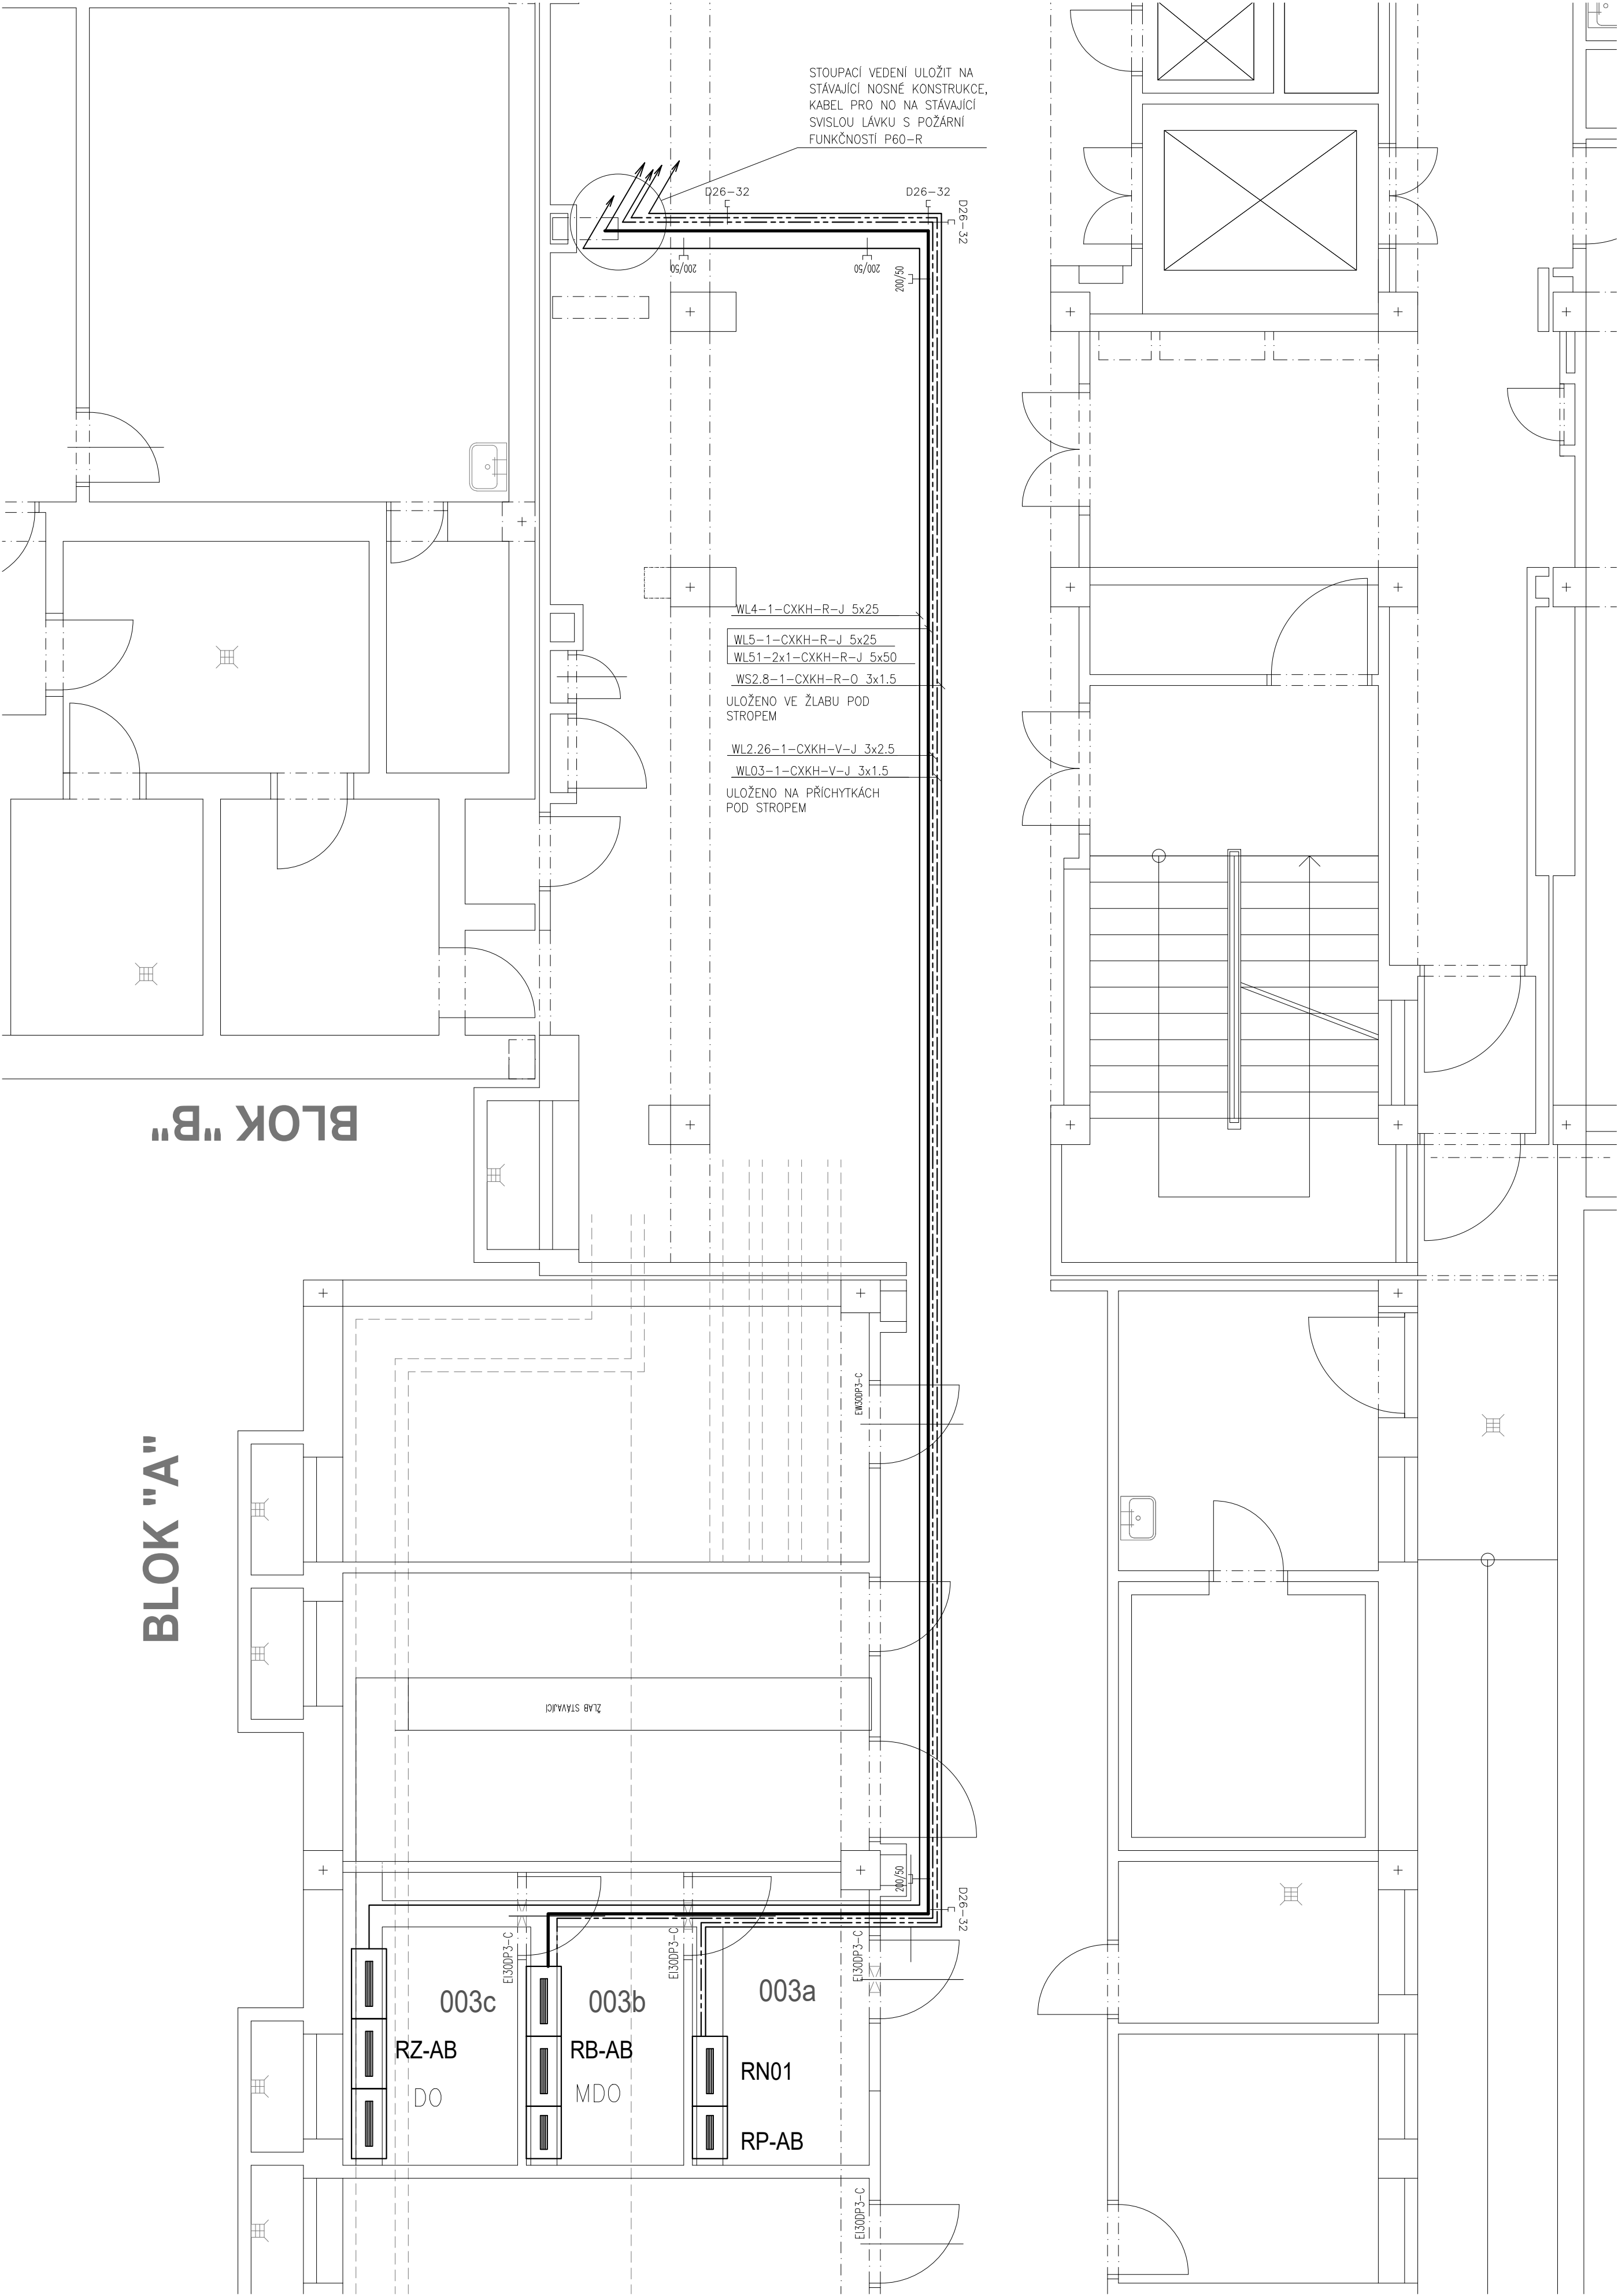 STOUPACÍ VEDENÍ ULOŽIT NA
STÁVAJÍCÍ NOSNÉ KONSTRUKCE,
KABEL PRO NO NA STÁVAJÍCÍ
SVISLOU LÁVKU S POŽÁRNÍ
FUNKČNOSTÍ P60-R
D26-32
D26-32
D26-32
200/50
200/50
200/50
WL4-1-CXKH-R-J 5x25
WL5-1-CXKH-R-J 5x25
WL51-2x1-CXKH-R-J 5x50
WS2.8-1-CXKH-R-O 3x1.5
ULOŽENO VE ŽLABU POD
STROPEM
WL2.26-1-CXKH-V-J 3x2.5
WL03-1-CXKH-V-J 3x1.5
ULOŽENO NA PŘÍCHYTKÁCH
POD STROPEM
BLOK "B"
BLOK "A"
EW30DP3-C
ŽLAB STÁVAJÍCÍ
200/50
D26-32
EI30DP3-C
EI30DP3-C
EI30DP3-C
003c
003b
003a
RZ-AB
RB-AB
RN01
DO
MDO
RP-AB
EI30DP3-C